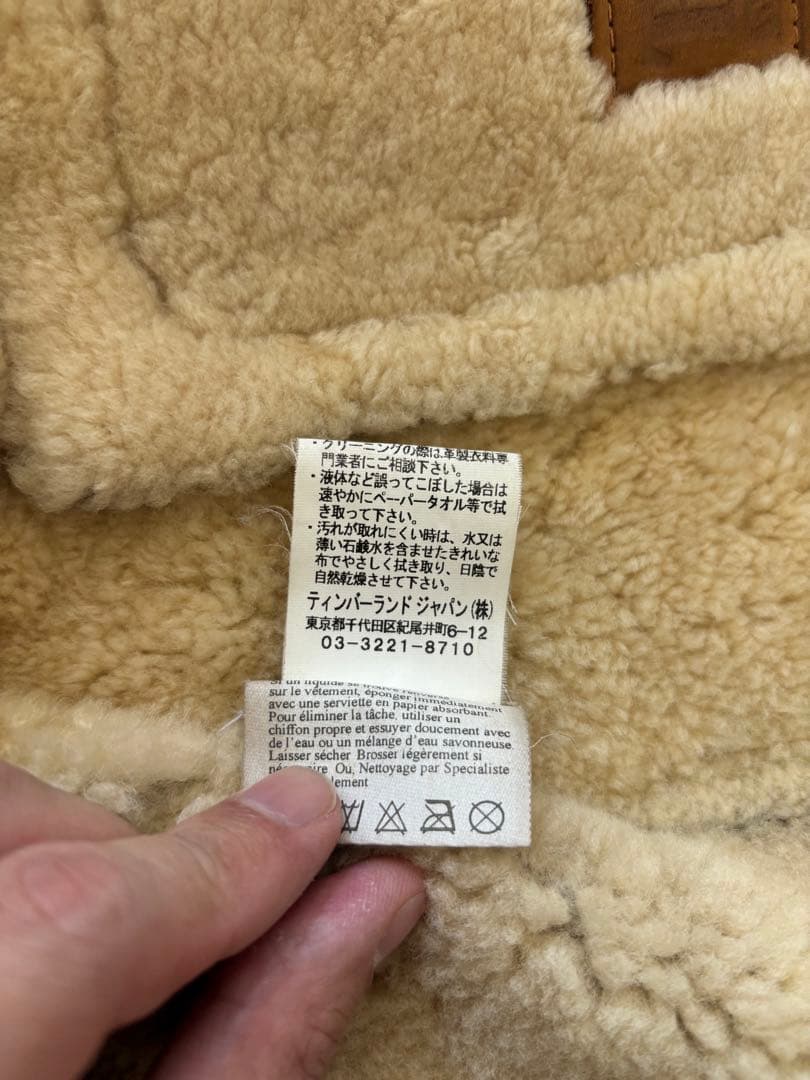 ・クリーニングの際は革製衣料専
門業者にご相談下さい。
・液体など誤ってこぼした場合は
速やかにペーパータオル等で拭
き取って下さい。
・汚れが取れにくい時は、水又は
薄い石鹸水を含ませたきれいな
布でやさしく拭き取り、日陰で
自然乾燥させて下さい。
ティンバーランド ジャパン(株)
東京都千代田区紀尾井町6-12
03-3221-8710
Si un liquide se trouve renversé
sur le vêtement, éponger immédiatement
avec une serviette en papier absorbant.
Pour éliminer la tâche, utiliser un
chiffon propre et essuyer doucement avec
de l'eau ou un mélange d'eau savonneuse.
Laisser sécher Brosser légèrement si
Ou, Nettoyage par Specialiste